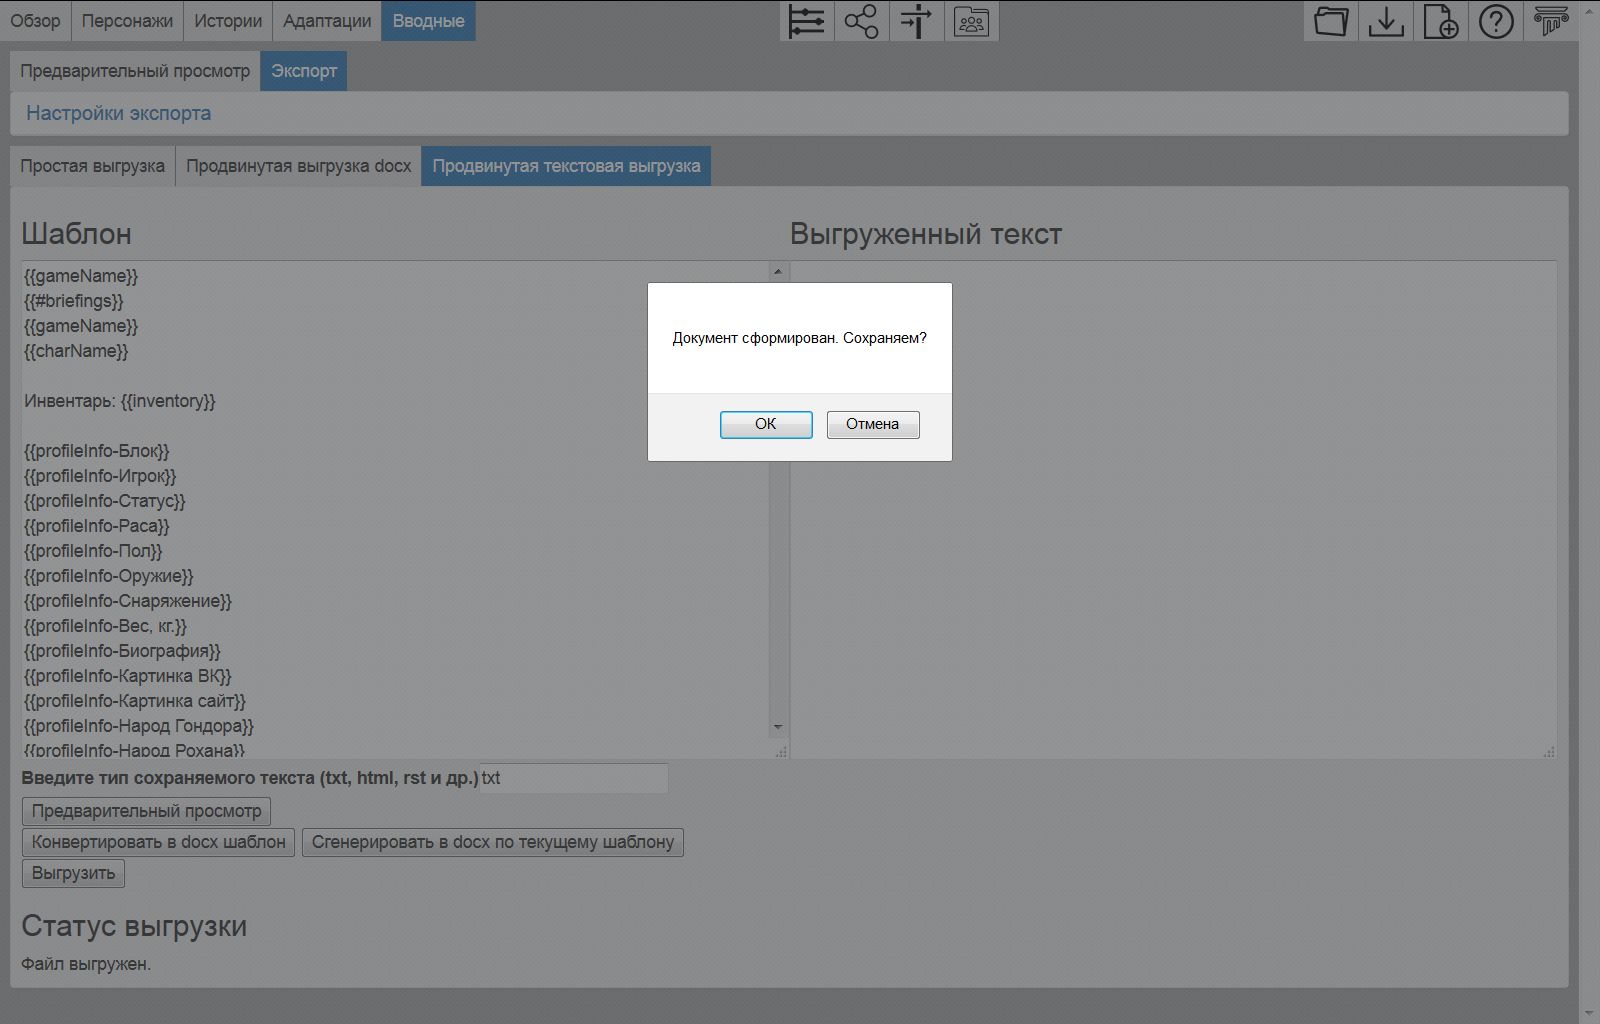 Обзор Персонажи Истории Адаптации Вводные
Предварительный просмотр Экспорт
Настройки экспорта
Простая выгрузка Продвинутая выгрузка docx Продвинутая текстовая выгрузка
Шаблон
{{gameName}}
{{#briefings}}
{{gameName}}
{{charName}}
Инвентарь: {{inventory}}
{{profileInfo-Блок}}
{{profileInfo-Игрок}}
{{profileInfo-Статус}}
{{profileInfo-Раса}}
{{profileInfo-Пол}}
{{profileInfo-Оружие}}
{{profileInfo-Снаряжение}}
{{profileInfo-Вес, кг.}}
{{profileInfo-Биография}}
{{profileInfo-Картинка ВК}}
{{profileInfo-Картинка сайт}}
{{profileInfo-Народ Гондора}}
{{profileInfo-Народ Рохана}}
Выгруженный текст
Документ сформирован. Сохраняем?
ОК Отмена
Введите тип сохраняемого текста (txt, html, rst и др.) txt
Предварительный просмотр
Конвертировать в docx шаблон Сгенерировать в docx по текущему шаблону
Выгрузить
Статус выгрузки
Файл выгружен.